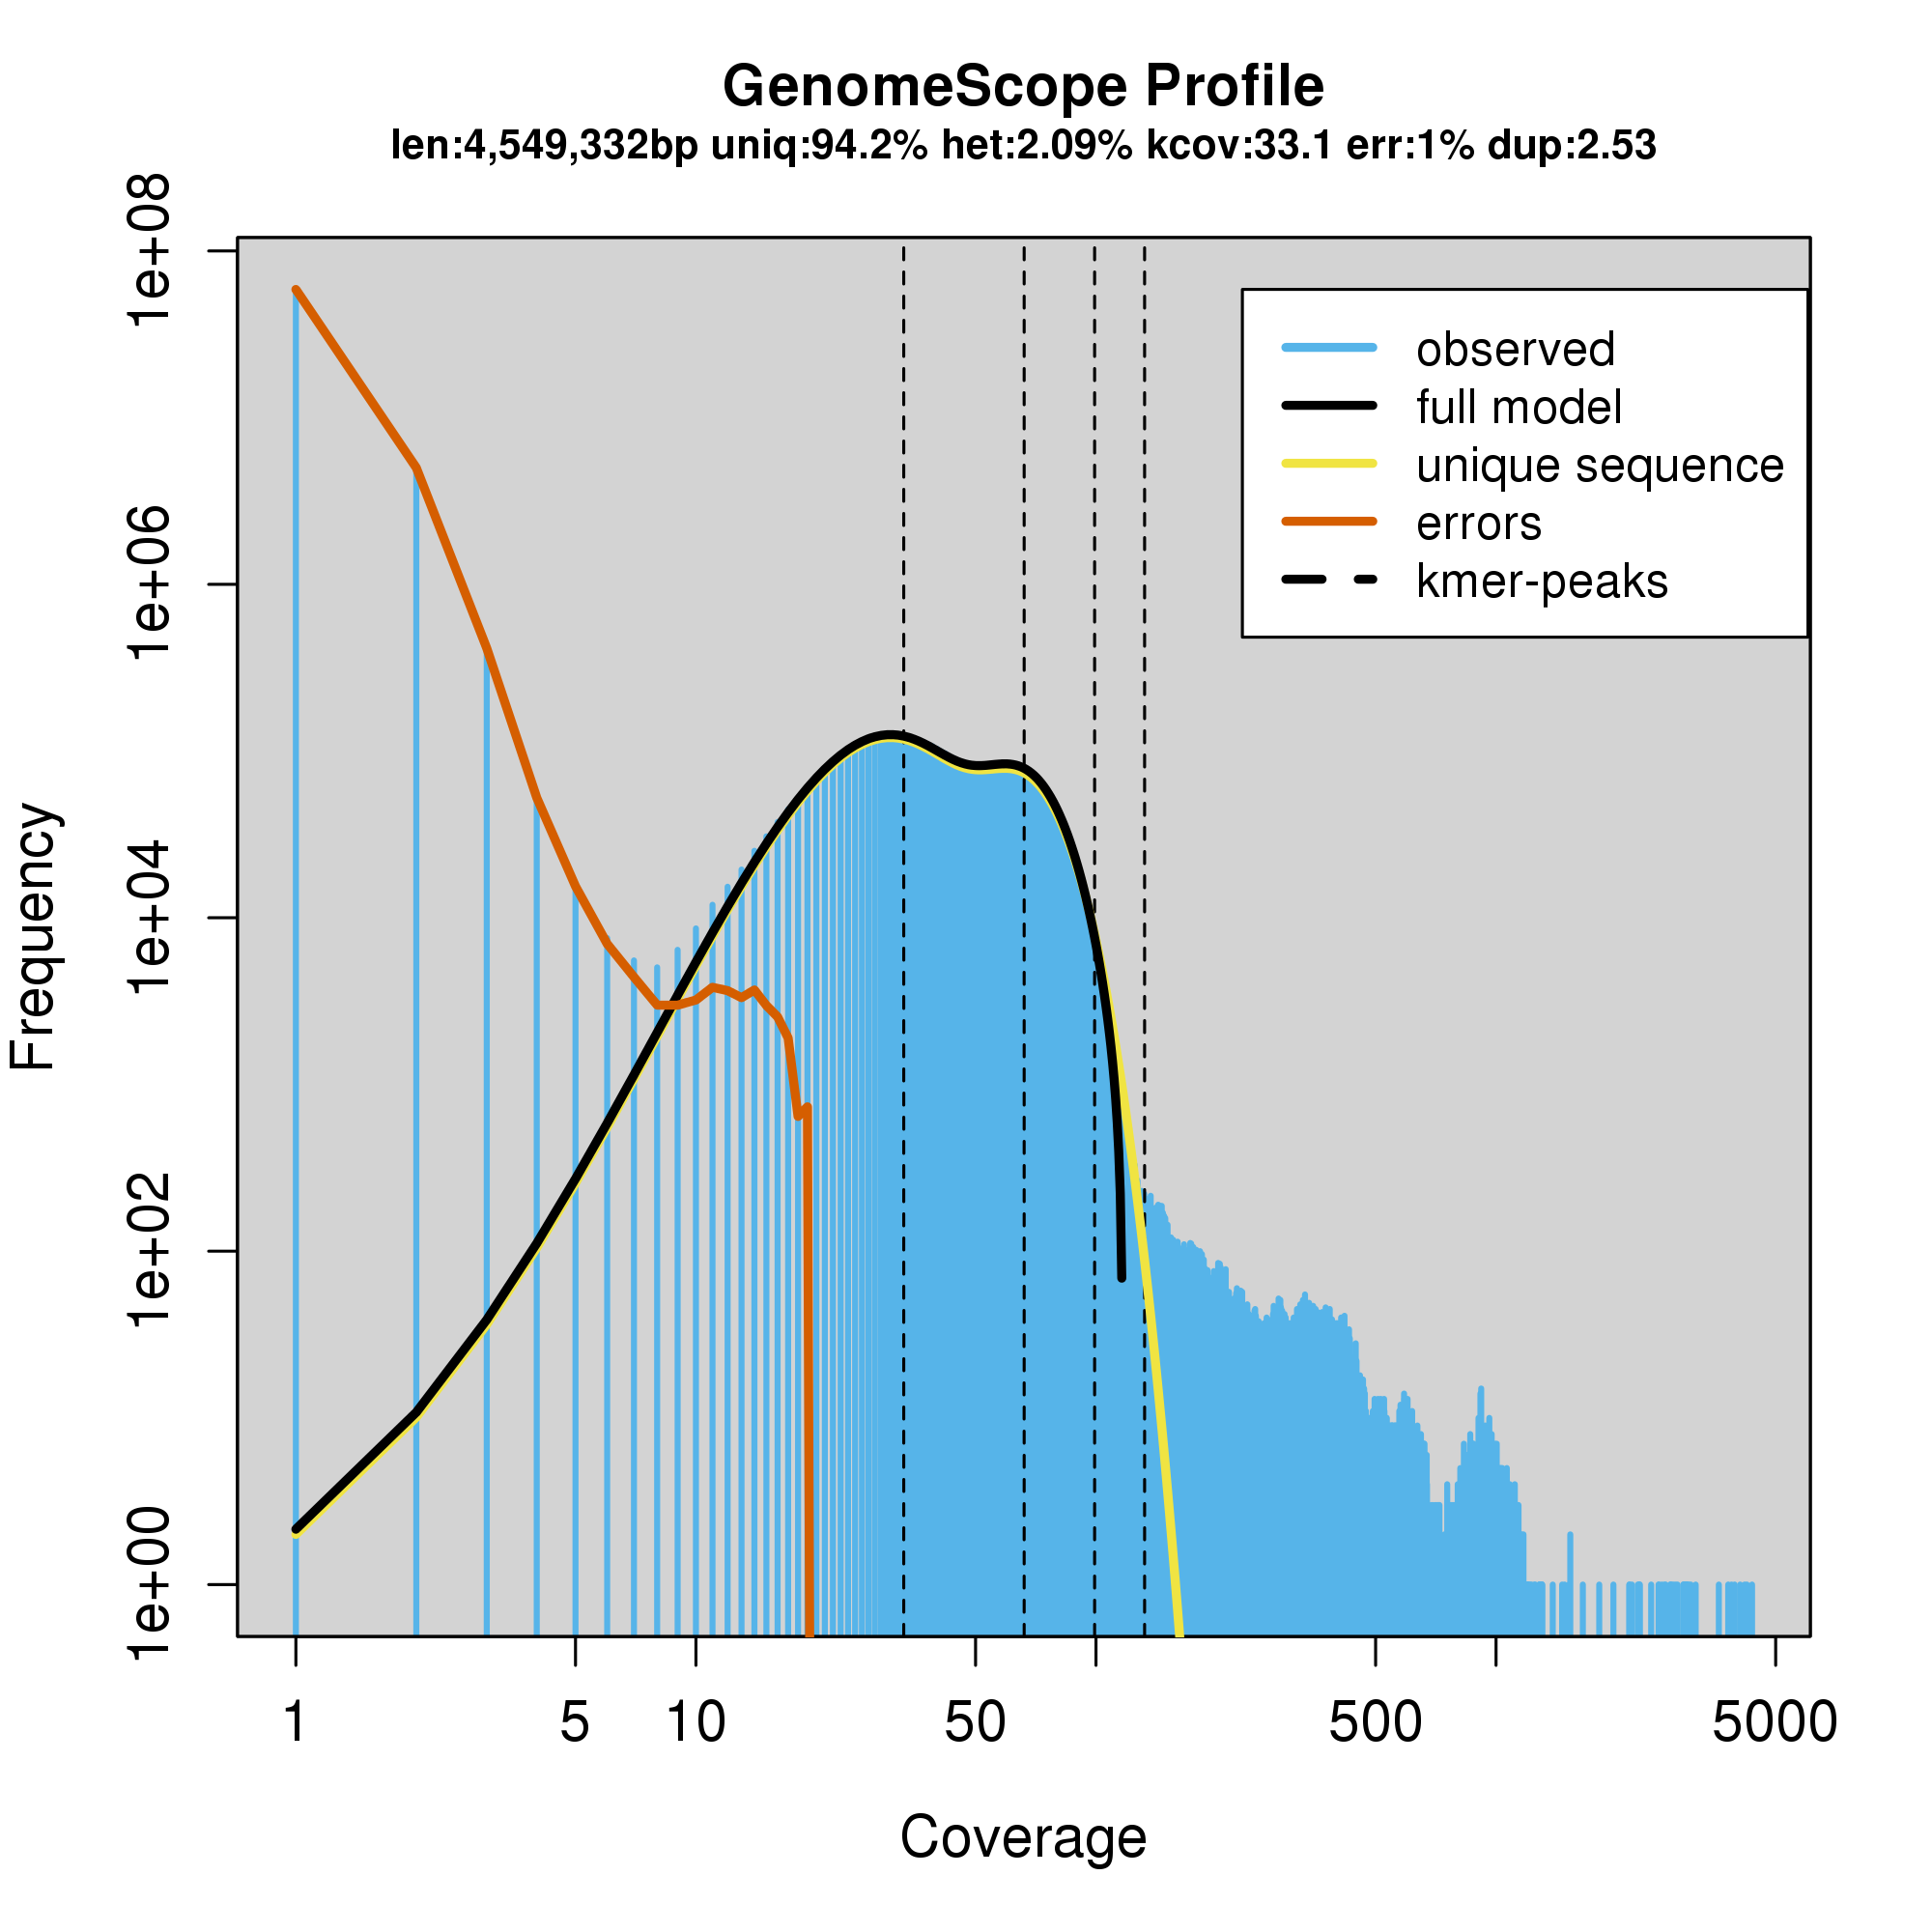 GenomeScope Profile
len:4,549,332bp uniq:94.2% het:2.09% kcov:33.1 err:1% dup:2.53
1e+08
1e+06
1e+04
1e+02
1e+00
Frequency
observed
full model
unique sequence
errors
kmer-peaks
1 5 10 50 500 5000
Coverage